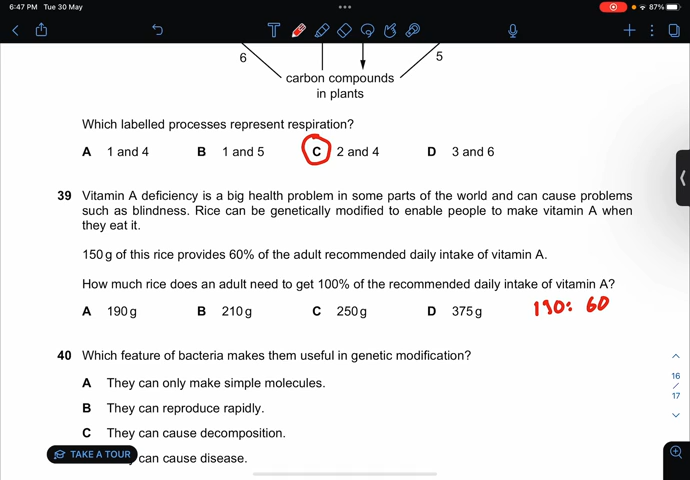 6:47 PM Tue 30 May
87%
6
5
carbon compounds
in plants
Which labelled processes represent respiration?
A 1 and 4 B 1 and 5 C 2 and 4 D 3 and 6
39 Vitamin A deficiency is a big health problem in some parts of the world and can cause problems
such as blindness. Rice can be genetically modified to enable people to make vitamin A when
they eat it.
150 g of this rice provides 60% of the adult recommended daily intake of vitamin A.
How much rice does an adult need to get 100% of the recommended daily intake of vitamin A?
A 190 g B 210 g C 250 g D 375 g
150: 60
40 Which feature of bacteria makes them useful in genetic modification?
A They can only make simple molecules.
B They can reproduce rapidly.
C They can cause decomposition.
can cause disease.
TAKE A TOUR
16
/
17